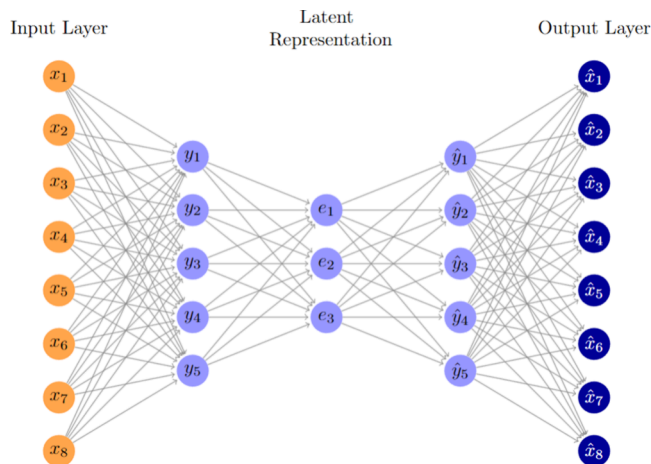 Latent
Input Layer Representation Output Layer
x₁ x̂₁
x₂ x̂₂
y₁ ŷ₁
x₃ x̂₃
y₂ e₁ ŷ₂
x₄ x̂₄
y₃ e₂ ŷ₃
x₅ x̂₅
y₄ e₃ ŷ₄
x₆ x̂₆
y₅ ŷ₅
x₇ x̂₇
x₈ x̂₈